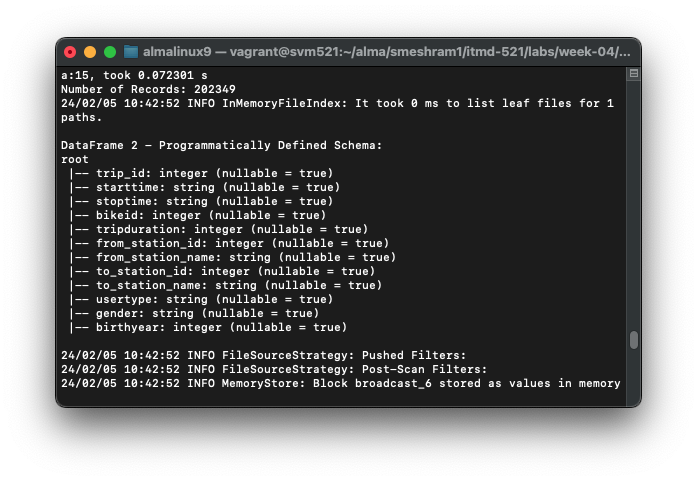 almalinux9 — vagrant@svm521:~/alma/smeshram1/itmd-521/labs/week-04/...
a:15, took 0.072301 s
Number of Records: 202349
24/02/05 10:42:52 INFO InMemoryFileIndex: It took 0 ms to list leaf files for 1
paths.
DataFrame 2 - Programmatically Defined Schema:
root
 |-- trip_id: integer (nullable = true)
 |-- starttime: string (nullable = true)
 |-- stoptime: string (nullable = true)
 |-- bikeid: integer (nullable = true)
 |-- tripduration: integer (nullable = true)
 |-- from_station_id: integer (nullable = true)
 |-- from_station_name: string (nullable = true)
 |-- to_station_id: integer (nullable = true)
 |-- to_station_name: string (nullable = true)
 |-- usertype: string (nullable = true)
 |-- gender: string (nullable = true)
 |-- birthyear: integer (nullable = true)
24/02/05 10:42:52 INFO FileSourceStrategy: Pushed Filters:
24/02/05 10:42:52 INFO FileSourceStrategy: Post-Scan Filters:
24/02/05 10:42:52 INFO MemoryStore: Block broadcast_6 stored as values in memory